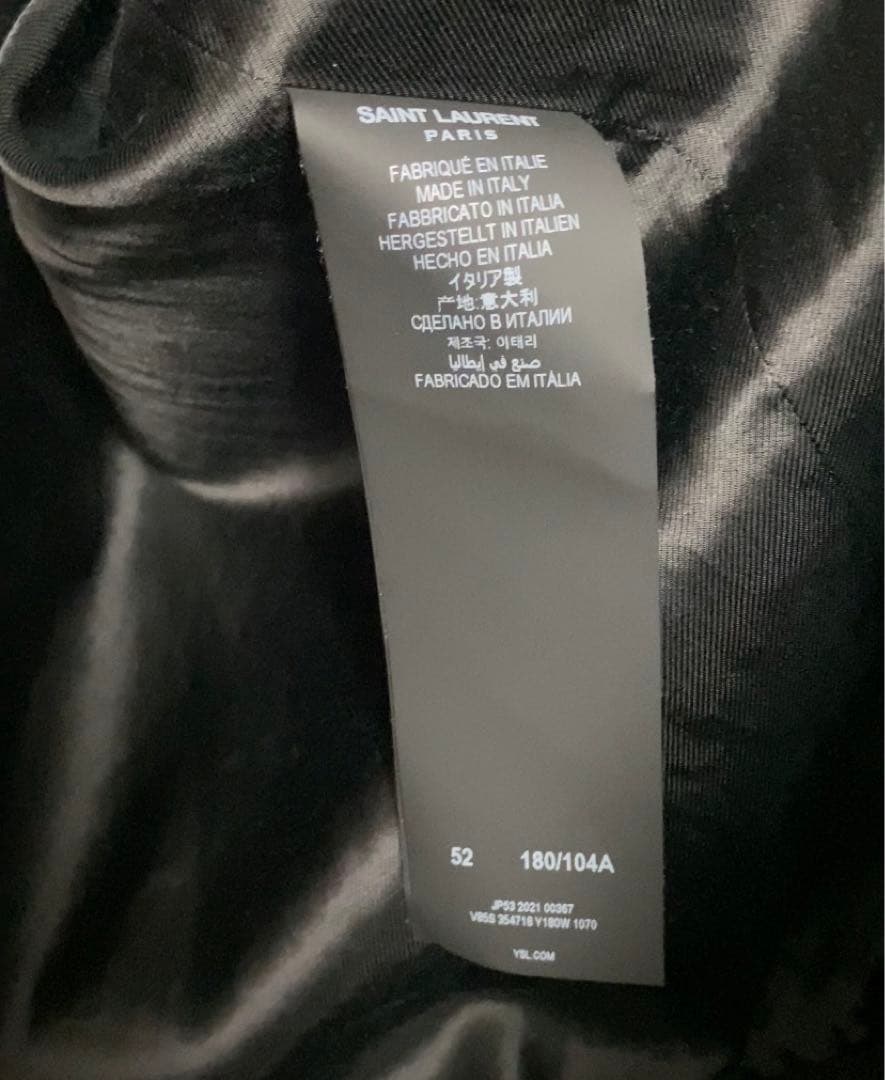 SAINT LAURENT
PARIS
FABRIQUÉ EN ITALIE
MADE IN ITALY
FABBRICATO IN ITALIA
HERGESTELLT IN ITALIEN
HECHO EN ITALIA
イタリア製
产地:意大利
СДЕЛАНО В ИТАЛИИ
제조국: 이태리
صنع في إيطاليا
FABRICADO EM ITÁLIA
52 180/104A
JP53 2021 00367
V85S 354718 Y180W 1070
YSL.COM